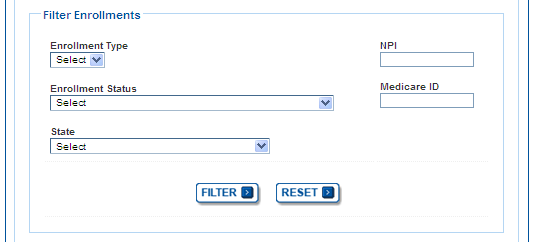 Filter Enrollments
Enrollment Type
Select
NPI
Enrollment Status
Select
Medicare ID
State
Select
FILTER
RESET